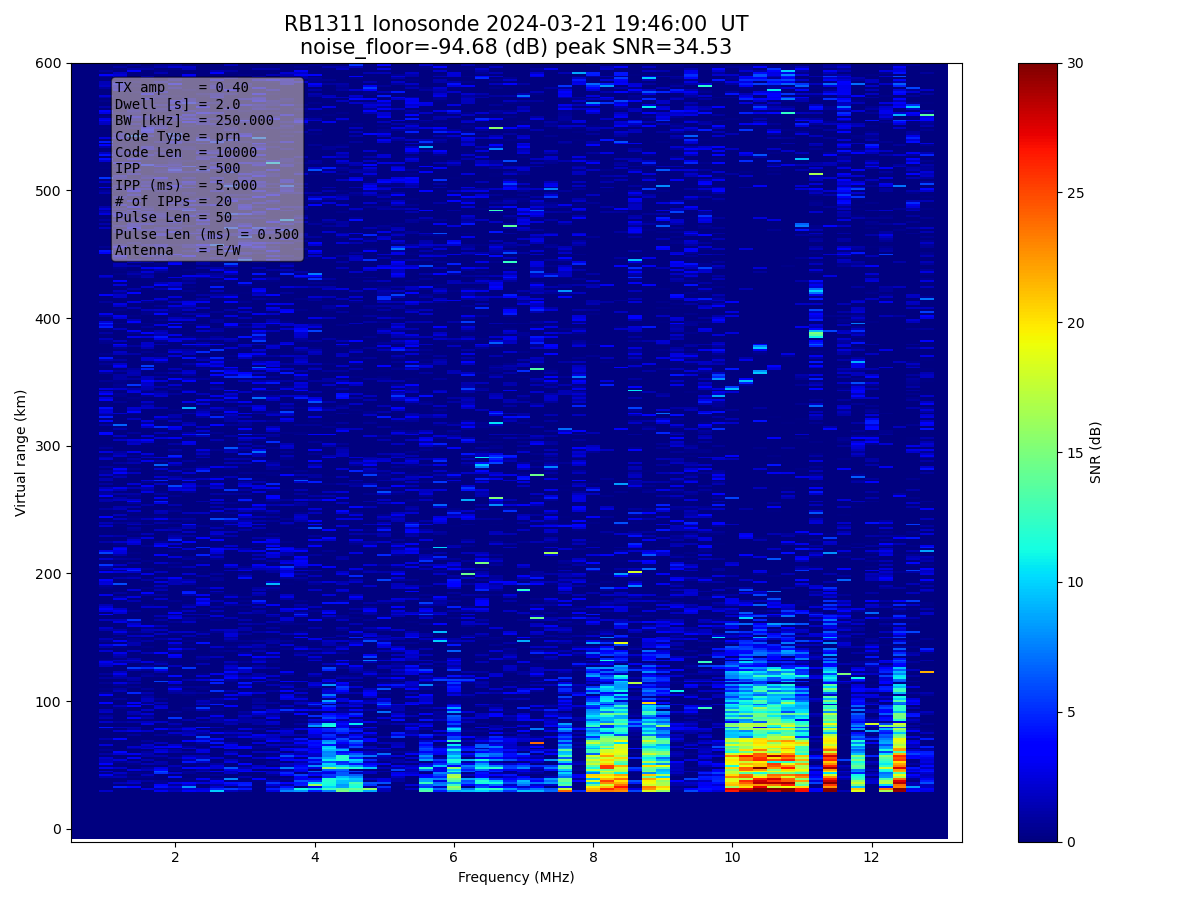 RB1311 Ionosonde 2024-03-21 19:46:00  UT
noise_floor=-94.68 (dB) peak SNR=34.53
TX amp    = 0.40
Dwell [s] = 2.0
BW [kHz]  = 250.000
Code Type = prn
Code Len  = 10000
IPP       = 500
IPP (ms)  = 5.000
# of IPPs = 20
Pulse Len = 50
Pulse Len (ms) = 0.500
Antenna   = E/W
600
500
400
300
200
100
0
Virtual range (km)
2 4 6 8 10 12
Frequency (MHz)
30
25
20
15
10
5
0
SNR (dB)